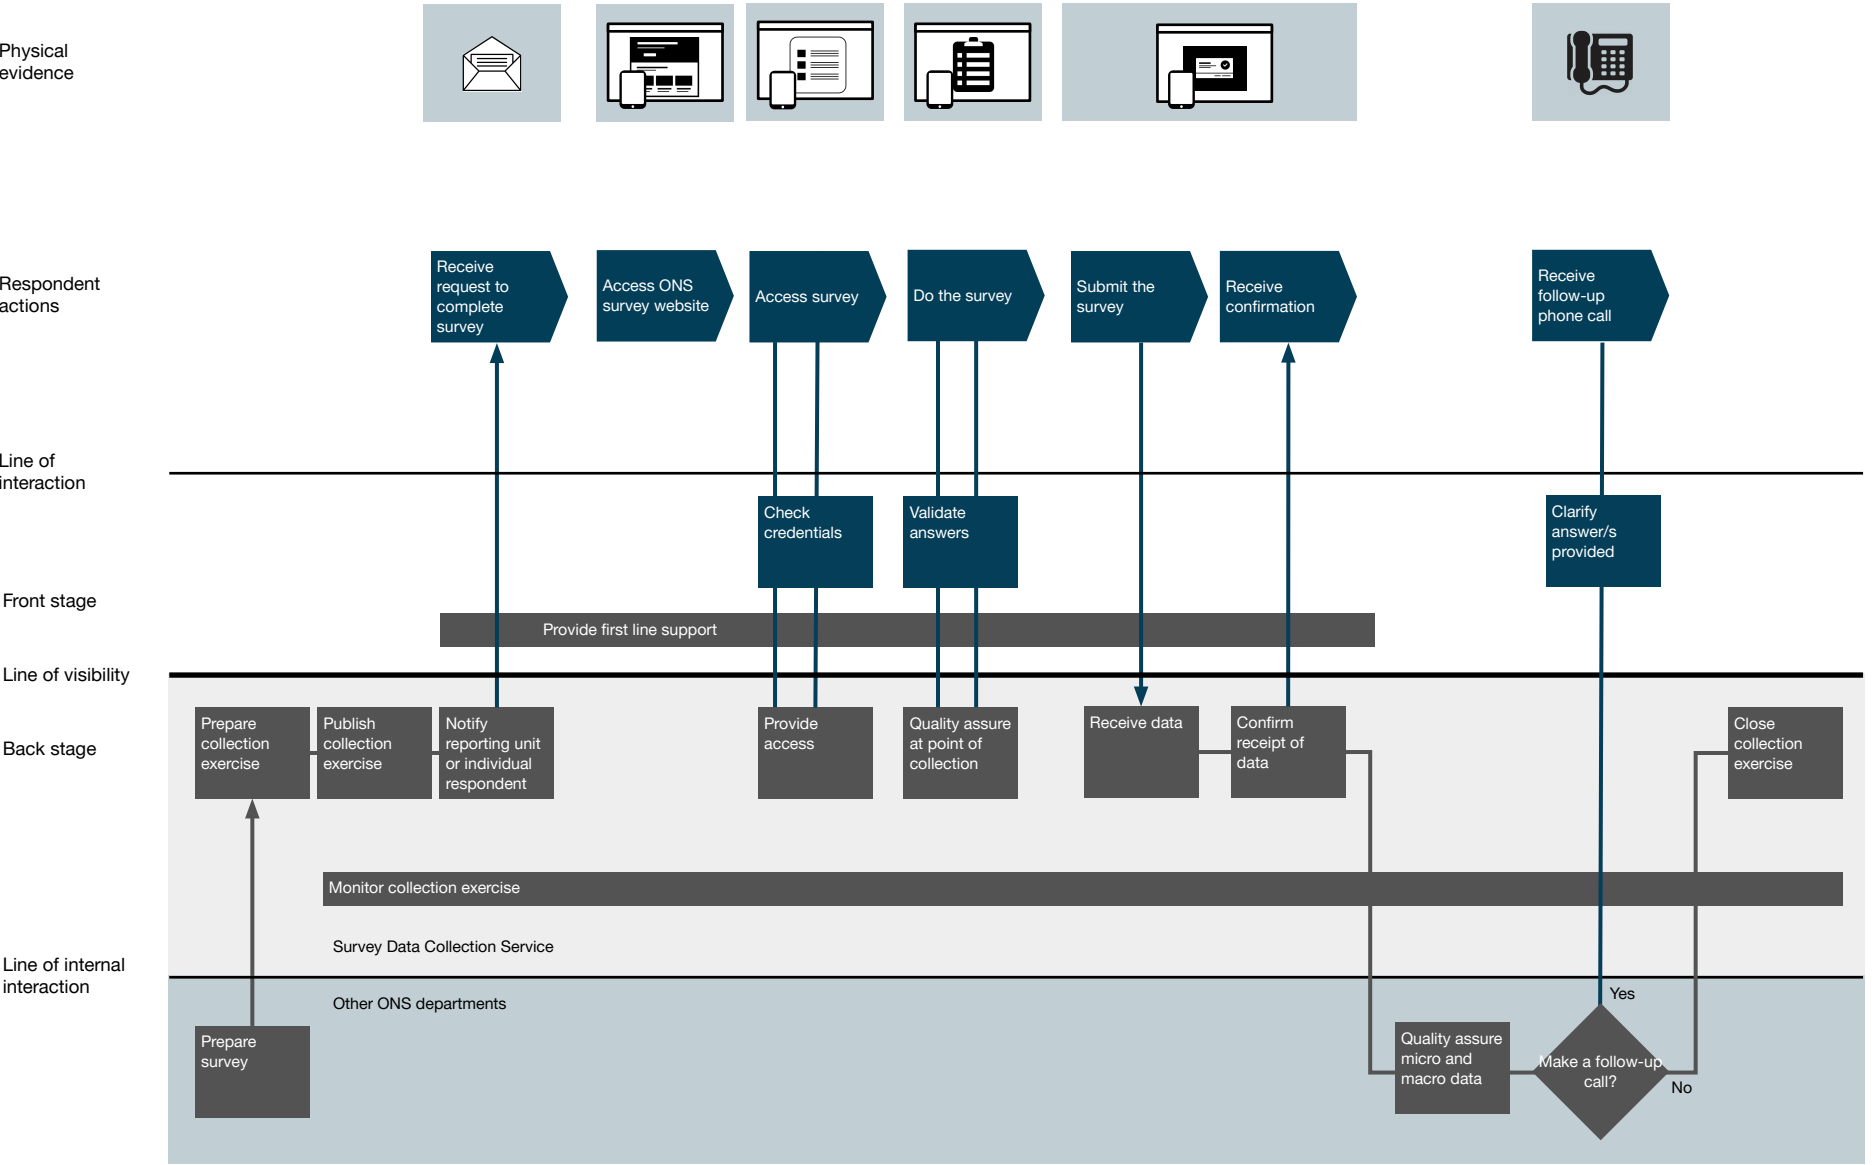 Physical
evidence
Respondent
actions
Receive
request to
complete
survey
Access ONS
survey website
Access survey
Do the survey
Submit the
survey
Receive
confirmation
Receive
follow-up
phone call
Line of
interaction
Check
credentials
Validate
answers
Clarify
answer/s
provided
Front stage
Provide first line support
Line of visibility
Back stage
Prepare
collection
exercise
Publish
collection
exercise
Notify
reporting unit
or individual
respondent
Provide
access
Quality assure
at point of
collection
Receive data
Confirm
receipt of
data
Close
collection
exercise
Monitor collection exercise
Survey Data Collection Service
Line of internal
interaction
Other ONS departments
Prepare
survey
Quality assure
micro and
macro data
Make a follow-up
call?
Yes
No